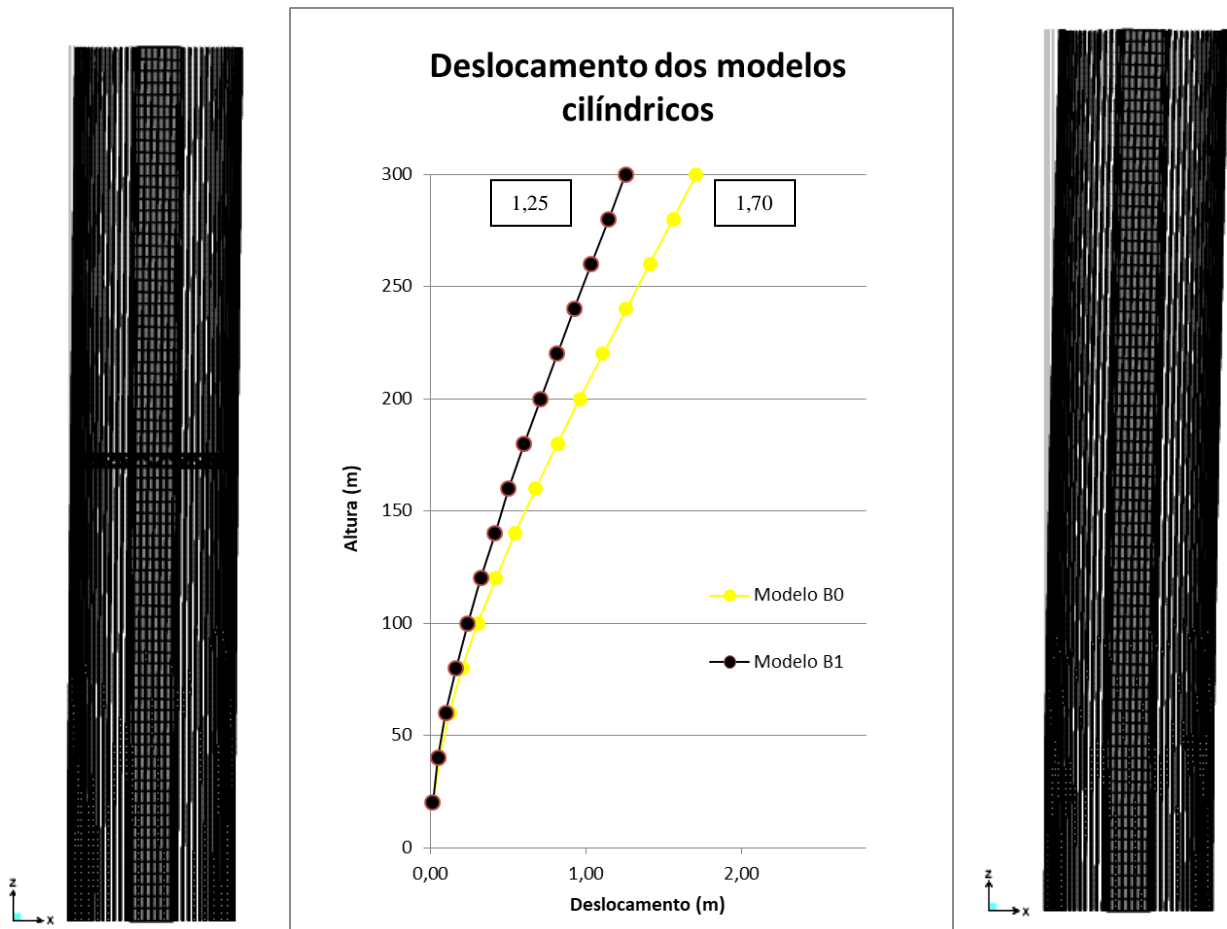 Deslocamento dos modelos
cilíndricos
300
1,25
1,70
250
200
Altura (m)
150
Modelo B0
100
Modelo B1
50
0
0,00
1,00
2,00
Deslocamento (m)
Z
X
Z
X